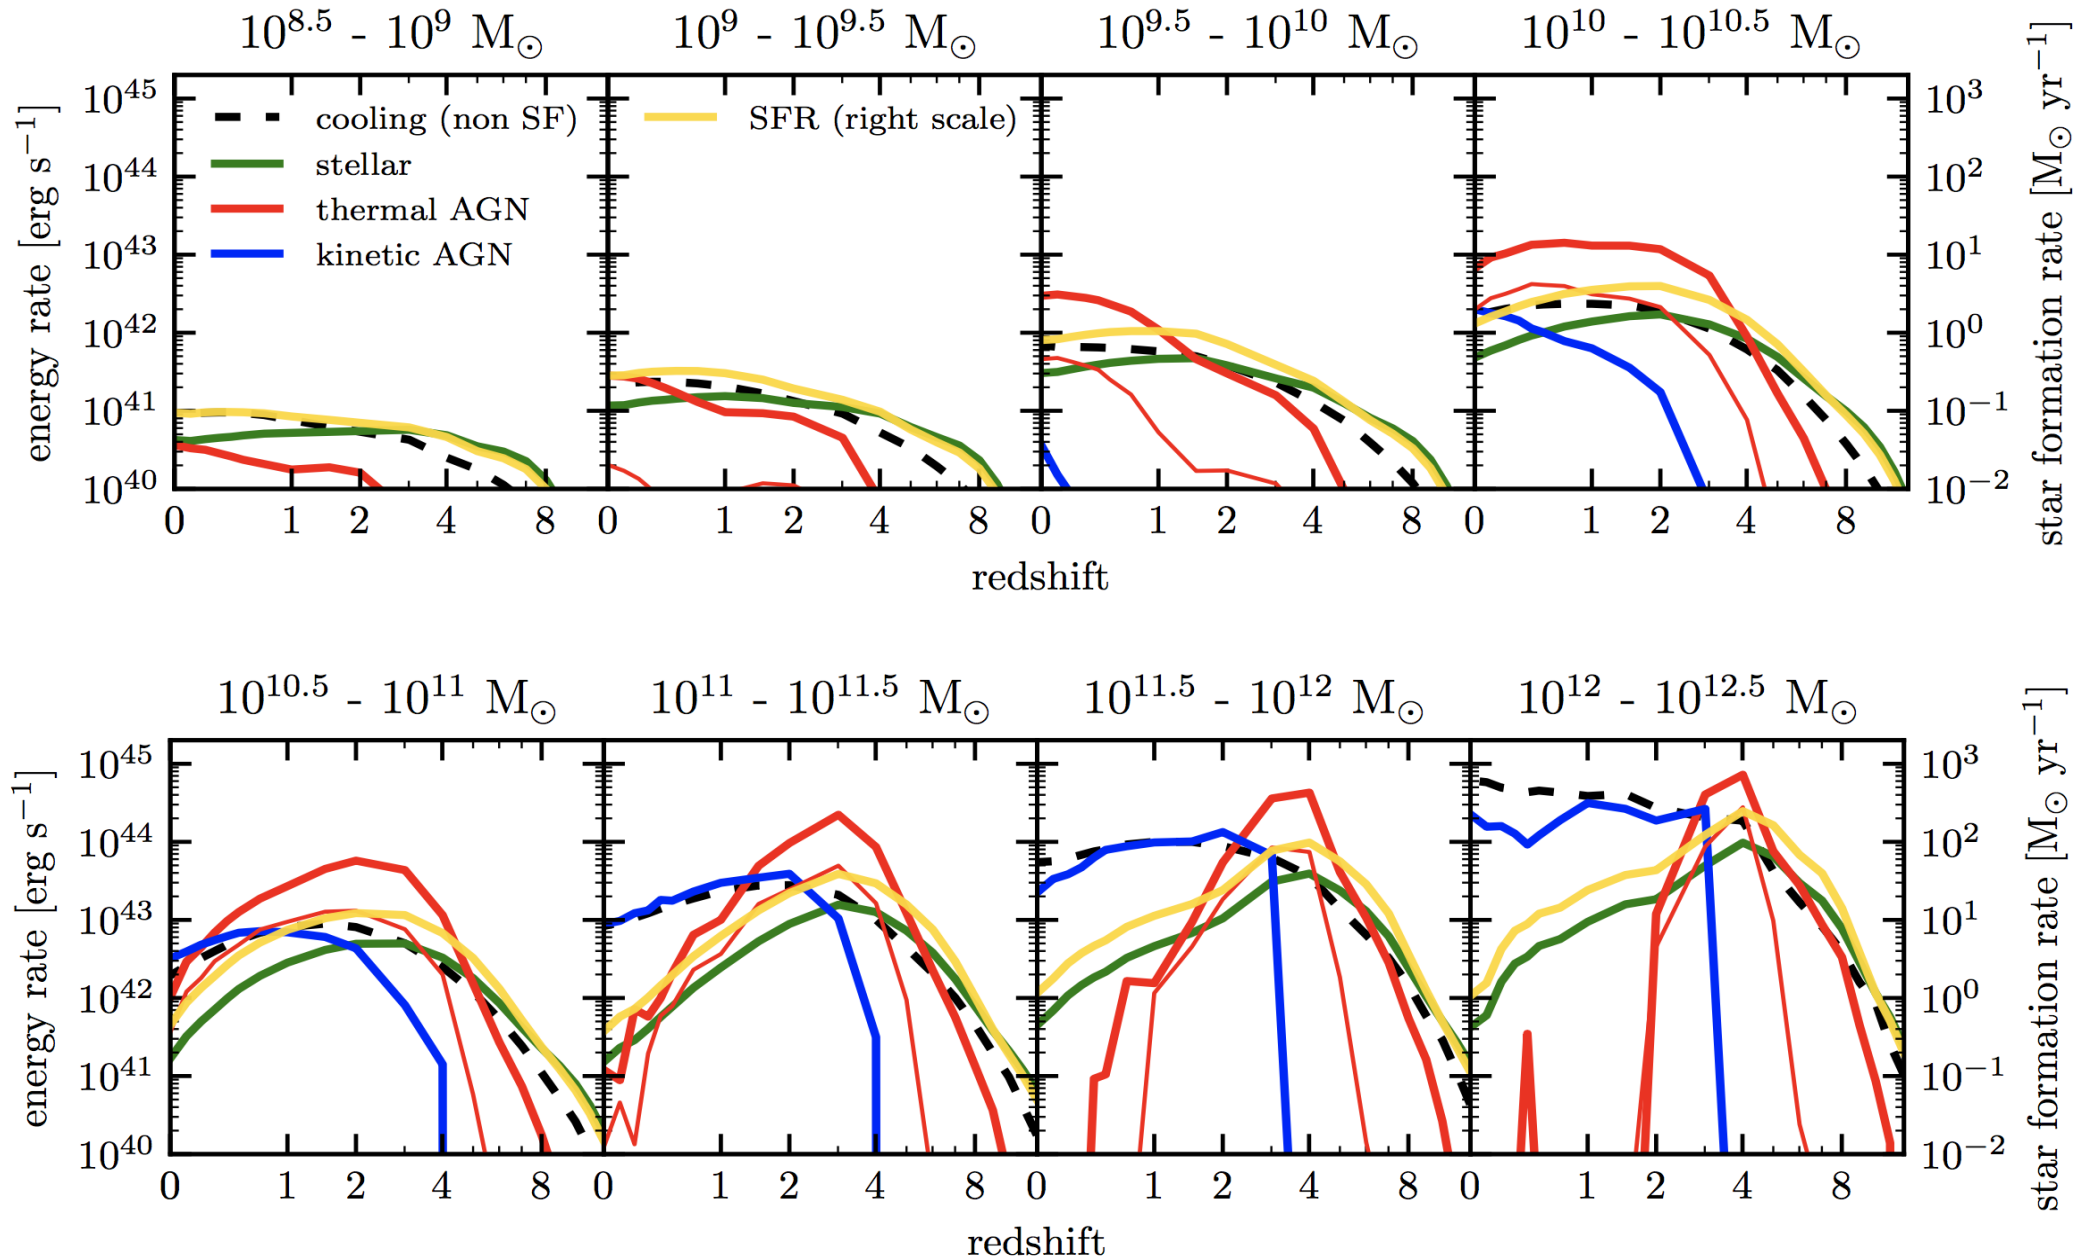 10^8.5 - 10^9 M⊙ 10^9 - 10^9.5 M⊙ 10^9.5 - 10^10 M⊙ 10^10 - 10^10.5 M⊙
energy rate [erg s^−1]
10^45
10^44
10^43
10^42
10^41
10^40
cooling (non SF)
stellar
thermal AGN
kinetic AGN
SFR (right scale)
10^3
10^2
10^1
10^0
10^−1
10^−2
star formation rate [M⊙ yr^−1]
0 1 2 4 8 0 1 2 4 8 0 1 2 4 8 0 1 2 4 8
redshift
10^10.5 - 10^11 M⊙ 10^11 - 10^11.5 M⊙ 10^11.5 - 10^12 M⊙ 10^12 - 10^12.5 M⊙
energy rate [erg s^−1]
10^45
10^44
10^43
10^42
10^41
10^40
10^3
10^2
10^1
10^0
10^−1
10^−2
star formation rate [M⊙ yr^−1]
0 1 2 4 8 0 1 2 4 8 0 1 2 4 8 0 1 2 4 8
redshift